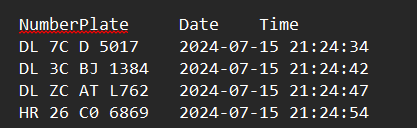 NumberPlate Date Time
DL 7C D 5017 2024-07-15 21:24:34
DL 3C BJ 1384 2024-07-15 21:24:42
DL ZC AT L762 2024-07-15 21:24:47
HR 26 C0 6869 2024-07-15 21:24:54